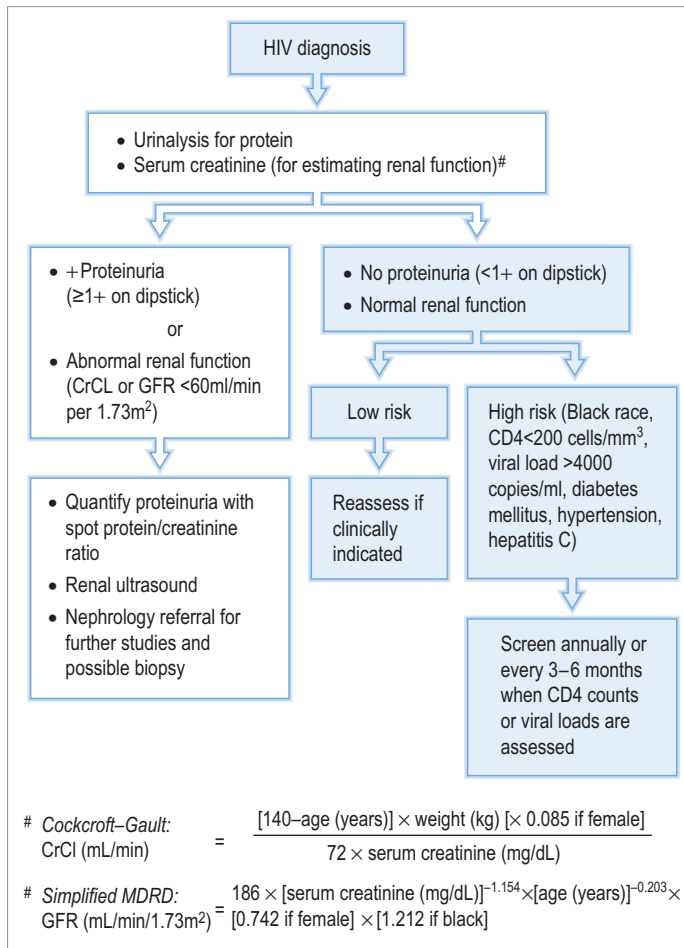 HIV diagnosis
• Urinalysis for protein
• Serum creatinine (for estimating renal function)#
• +Proteinuria
(≥1+ on dipstick)
or
• Abnormal renal function
(CrCL or GFR <60ml/min
per 1.73m²)
• Quantify proteinuria with
spot protein/creatinine
ratio
• Renal ultrasound
• Nephrology referral for
further studies and
possible biopsy
• No proteinuria (<1+ on dipstick)
• Normal renal function
Low risk
Reassess if
clinically
indicated
High risk (Black race,
CD4<200 cells/mm³,
viral load >4000
copies/ml, diabetes
mellitus, hypertension,
hepatitis C)
Screen annually or
every 3–6 months
when CD4 counts
or viral loads are
assessed
# Cockcroft–Gault:
CrCl (mL/min) =
[140–age (years)] × weight (kg) [× 0.085 if female]
72 × serum creatinine (mg/dL)
# Simplified MDRD:
GFR (mL/min/1.73m²) =
186 × [serum creatinine (mg/dL)]⁻¹·¹⁵⁴×[age (years)]⁻⁰·²⁰³×
[0.742 if female] ×[1.212 if black]